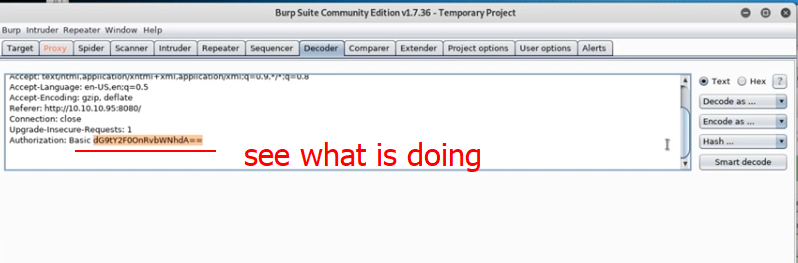 Burp Suite Community Edition v1.7.36 - Temporary Project
Burp Intruder Repeater Window Help
Target Proxy Spider Scanner Intruder Repeater Sequencer Decoder Comparer Extender Project options User options Alerts
Accept: text/html,application/xhtml+xml,application/xml;q=0.9,*/*;q=0.8
Accept-Language: en-US,en;q=0.5
Accept-Encoding: gzip, deflate
Referer: http://10.10.10.95:8080/
Connection: close
Upgrade-Insecure-Requests: 1
Authorization: Basic dG9tY2F0OnRvbWNhdA==
see what is doing
Text Hex ?
Decode as ...
Encode as ...
Hash ...
Smart decode